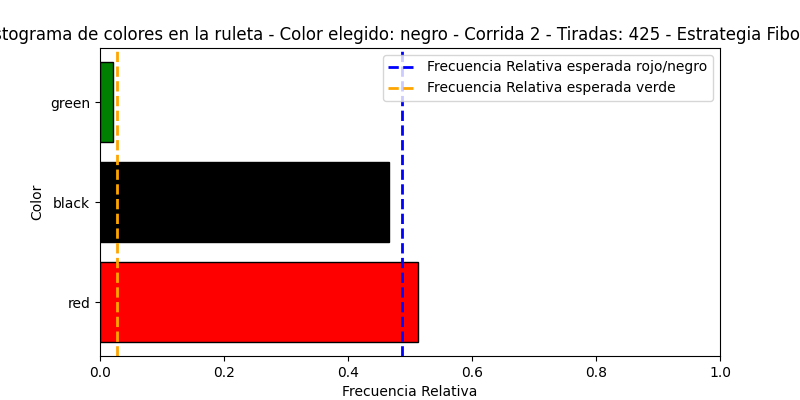 stograma de colores en la ruleta - Color elegido: negro - Corrida 2 - Tiradas: 425 - Estrategia Fibo
Frecuencia Relativa esperada rojo/negro
Frecuencia Relativa esperada verde
green
black
red
Color
0.0 0.2 0.4 0.6 0.8 1.0
Frecuencia Relativa